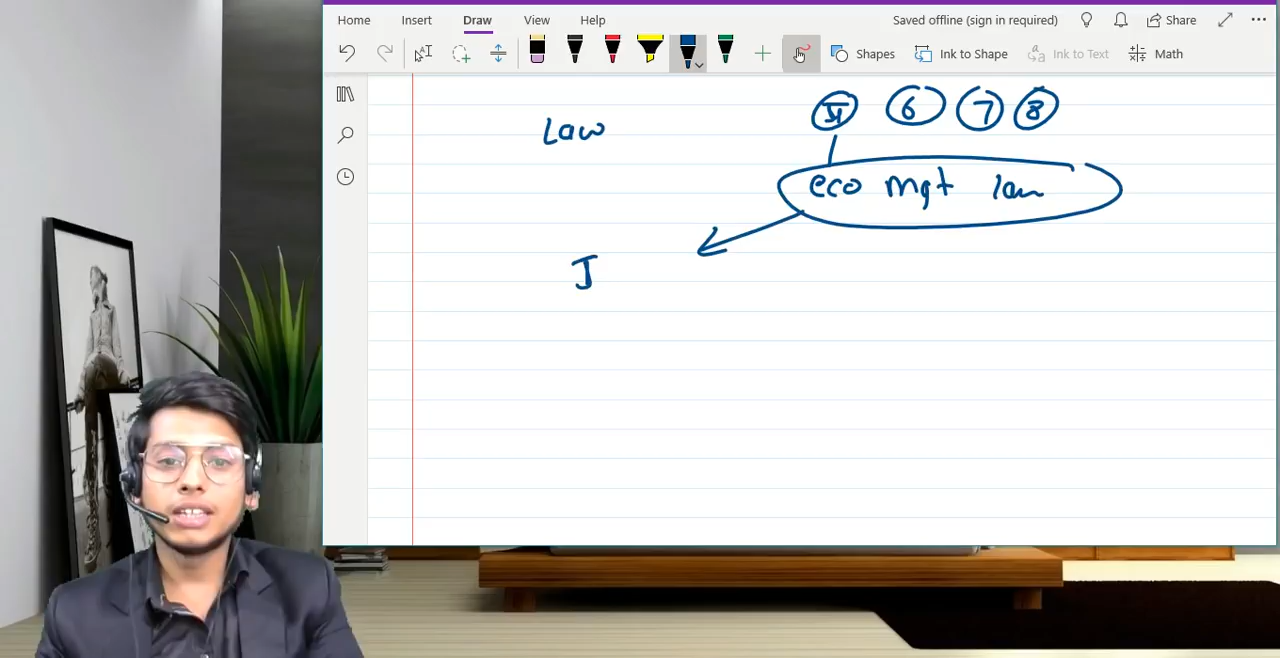 Home Insert Draw View Help Saved offline (sign in required) Share
Shapes Ink to Shape Ink to Text Math
6 7 8
Law
eco mgt law
J